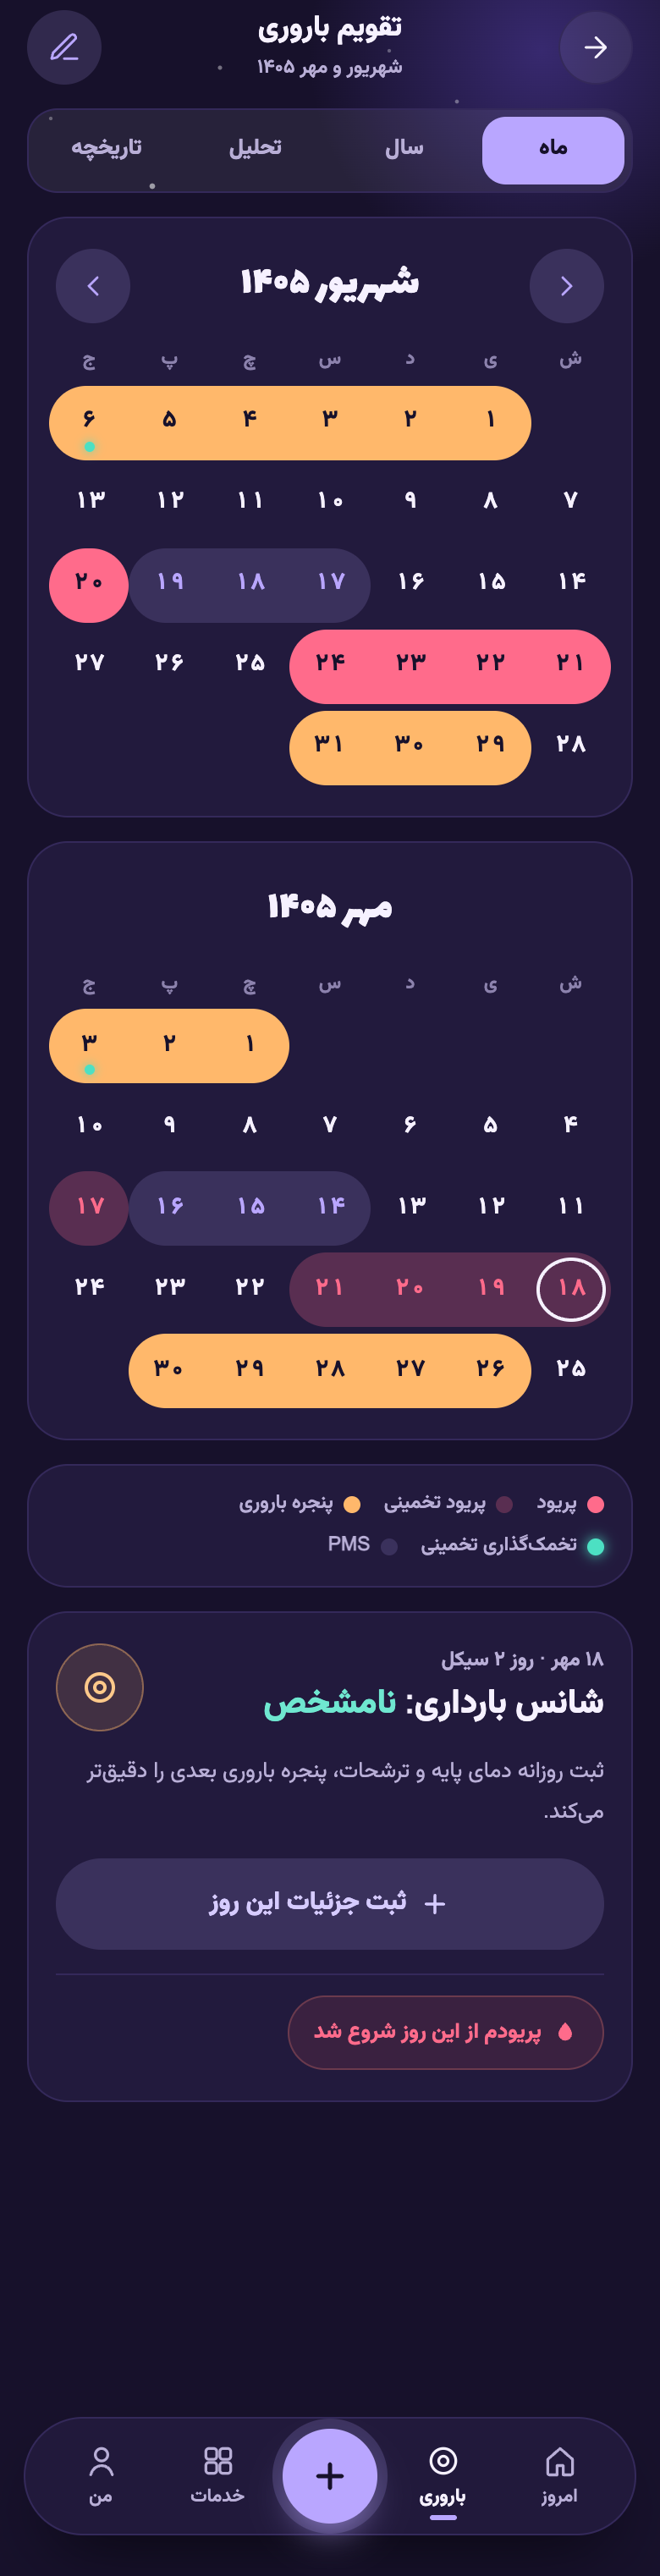 تقویم باروری
شهریور و مهر ۱۴۰۵
ماه سال تحلیل تاریخچه
شهریور ۱۴۰۵
ش ی د س چ پ ج
۱ ۲ ۳ ۴ ۵ ۶
۷ ۸ ۹ ۱۰ ۱۱ ۱۲ ۱۳
۱۴ ۱۵ ۱۶ ۱۷ ۱۸ ۱۹ ۲۰
۲۱ ۲۲ ۲۳ ۲۴ ۲۵ ۲۶ ۲۷
۲۸ ۲۹ ۳۰ ۳۱
مهر ۱۴۰۵
ش ی د س چ پ ج
۱ ۲ ۳
۴ ۵ ۶ ۷ ۸ ۹ ۱۰
۱۱ ۱۲ ۱۳ ۱۴ ۱۵ ۱۶ ۱۷
۱۸ ۱۹ ۲۰ ۲۱ ۲۲ ۲۳ ۲۴
۲۵ ۲۶ ۲۷ ۲۸ ۲۹ ۳۰
پریود پریود تخمینی پنجره باروری
تخمک‌گذاری تخمینی PMS
۱۸ مهر · روز ۲ سیکل
شانس بارداری: نامشخص
ثبت روزانه دمای پایه و ترشحات، پنجره باروری بعدی را دقیق‌تر
می‌کند.
ثبت جزئیات این روز
پریودم از این روز شروع شد
امروز باروری خدمات من